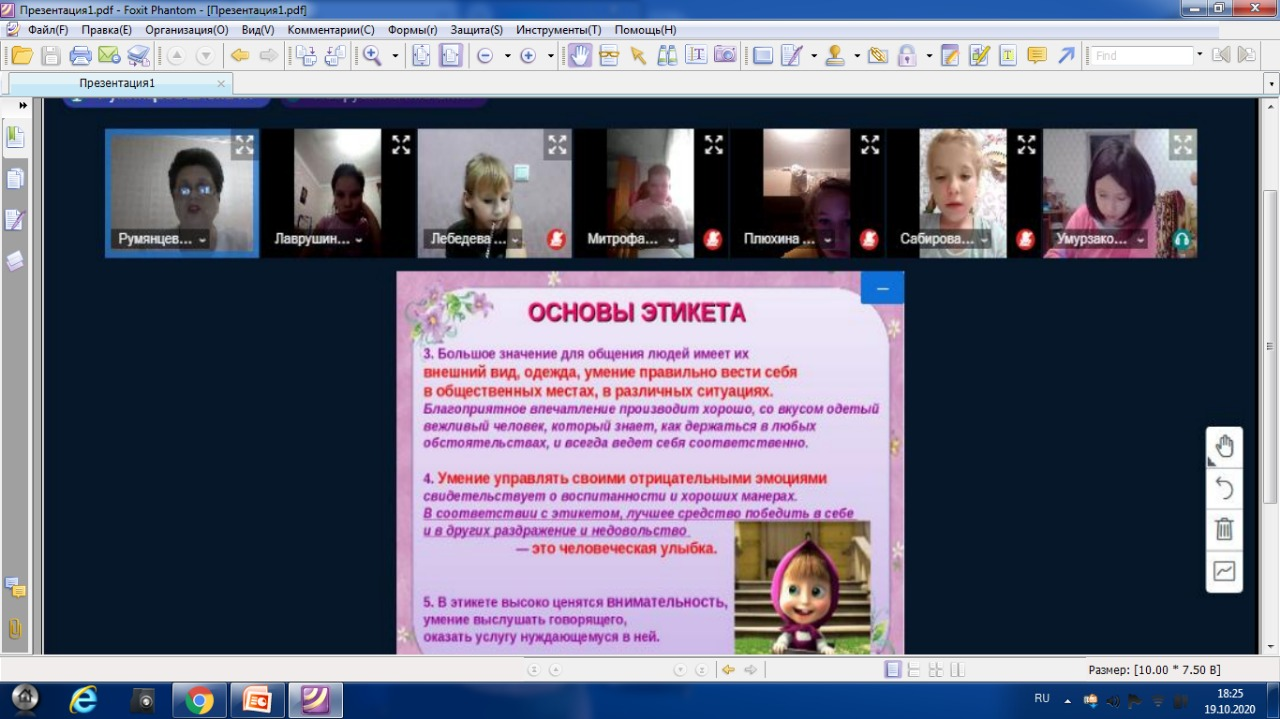 Презентация1.pdf - Foxit Phantom - [Презентация1.pdf]
Файл(F) Правка(E) Организация(O) Вид(V) Комментарии(C) Формы(r) Защита(S) Инструменты(T) Помощь(H)
Find
Презентация1
Румянцев...
Лаврушин...
Лебедева ...
Митрофа...
Плюхина ...
Сабирова...
Умурзако...
ОСНОВЫ ЭТИКЕТА
3. Большое значение для общения людей имеет их
внешний вид, одежда, умение правильно вести себя
в общественных местах, в различных ситуациях.
Благоприятное впечатление производит хорошо, со вкусом одетый
вежливый человек, который знает, как держаться в любых
обстоятельствах, и всегда ведет себя соответственно.
4. Умение управлять своими отрицательными эмоциями
свидетельствует о воспитанности и хороших манерах.
В соответствии с этикетом, лучшее средство победить в себе
и в других раздражение и недовольство
— это человеческая улыбка.
5. В этикете высоко ценятся внимательность,
умение выслушать говорящего,
оказать услугу нуждающемуся в ней.
Размер: [10.00 * 7.50 В]
RU
18:25
19.10.2020